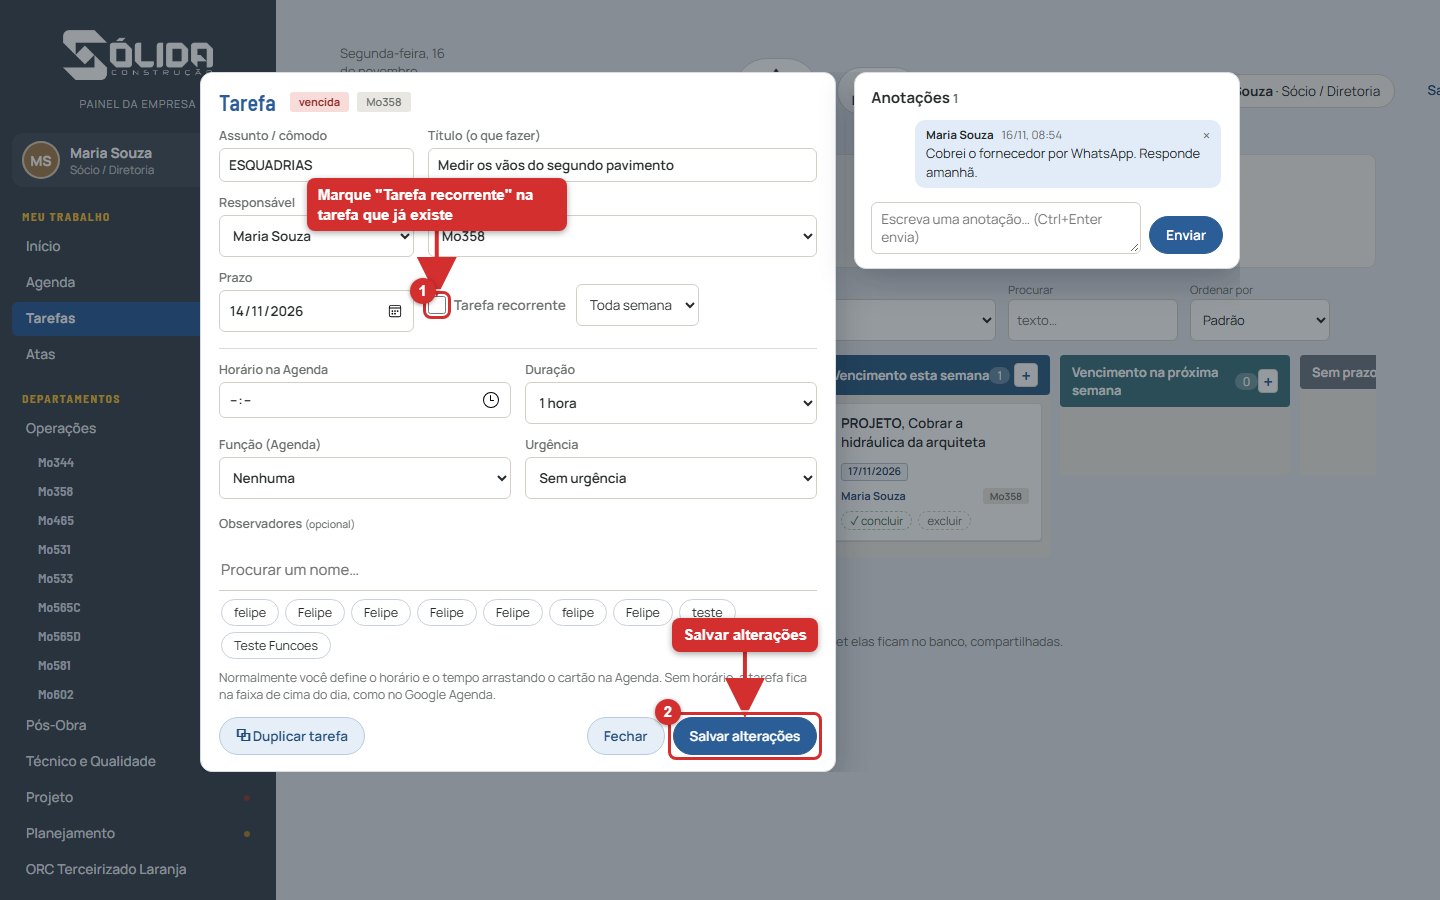 SÓLIDA
CONSTRUÇÃO
PAINEL DA EMPRESA
MS
Maria Souza
Sócio / Diretoria
MEU TRABALHO
Início
Agenda
Tarefas
Atas
DEPARTAMENTOS
Operações
Mo344
Mo358
Mo465
Mo531
Mo533
Mo565C
Mo565D
Mo581
Mo602
Pós-Obra
Técnico e Qualidade
Projeto
Planejamento
ORC Terceirizado Laranja
Segunda-feira, 16
de novembro
Souza · Sócio / Diretoria
Sa
Tarefa
vencida
Mo358
Assunto / cômodo
Título (o que fazer)
ESQUADRIAS
Medir os vãos do segundo pavimento
Marque "Tarefa recorrente" na
tarefa que já existe
Responsável
Maria Souza
Mo358
Prazo
14/11/2026
1
Tarefa recorrente
Toda semana
Horário na Agenda
Duração
--:--
1 hora
Função (Agenda)
Urgência
Nenhuma
Sem urgência
Observadores (opcional)
Procurar um nome...
felipe
Felipe
Felipe
Felipe
Felipe
felipe
Felipe
teste
Teste Funcoes
Salvar alterações
Normalmente você define o horário e o tempo arrastando o cartão na Agenda. Sem horário, a tarefa fica
na faixa de cima do dia, como no Google Agenda.
Duplicar tarefa
Fechar
2
Salvar alterações
Anotações 1
Maria Souza 16/11, 08:54
×
Cobrei o fornecedor por WhatsApp. Responde
amanhã.
Escreva uma anotação... (Ctrl+Enter
envia)
Enviar
Procurar
Ordenar por
texto...
Padrão
Vencimento esta semana
1
+
Vencimento na próxima
semana
0
+
Sem prazo
PROJETO, Cobrar a
hidráulica da arquiteta
17/11/2026
Maria Souza
Mo358
✓ concluir
excluir
et elas ficam no banco, compartilhadas.